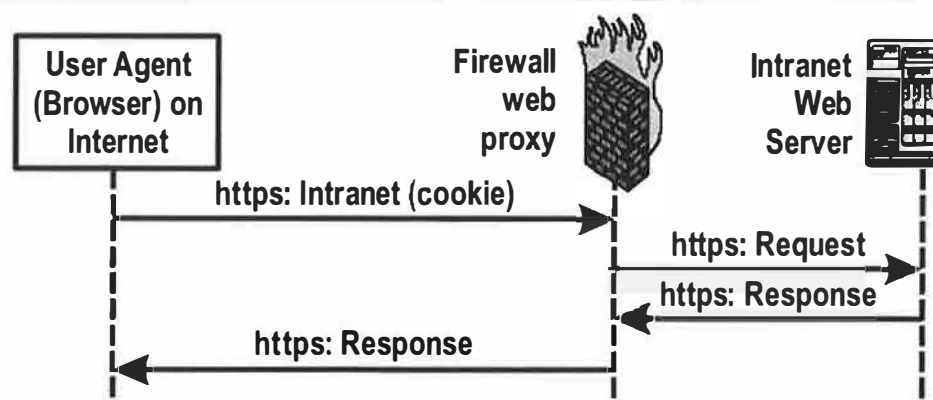 User Agent
(Browser) on
Internet
Firewall
web
proxy
Intranet
Web
Server
https: Intranet (cookie)
https: Request
https: Response
https: Response